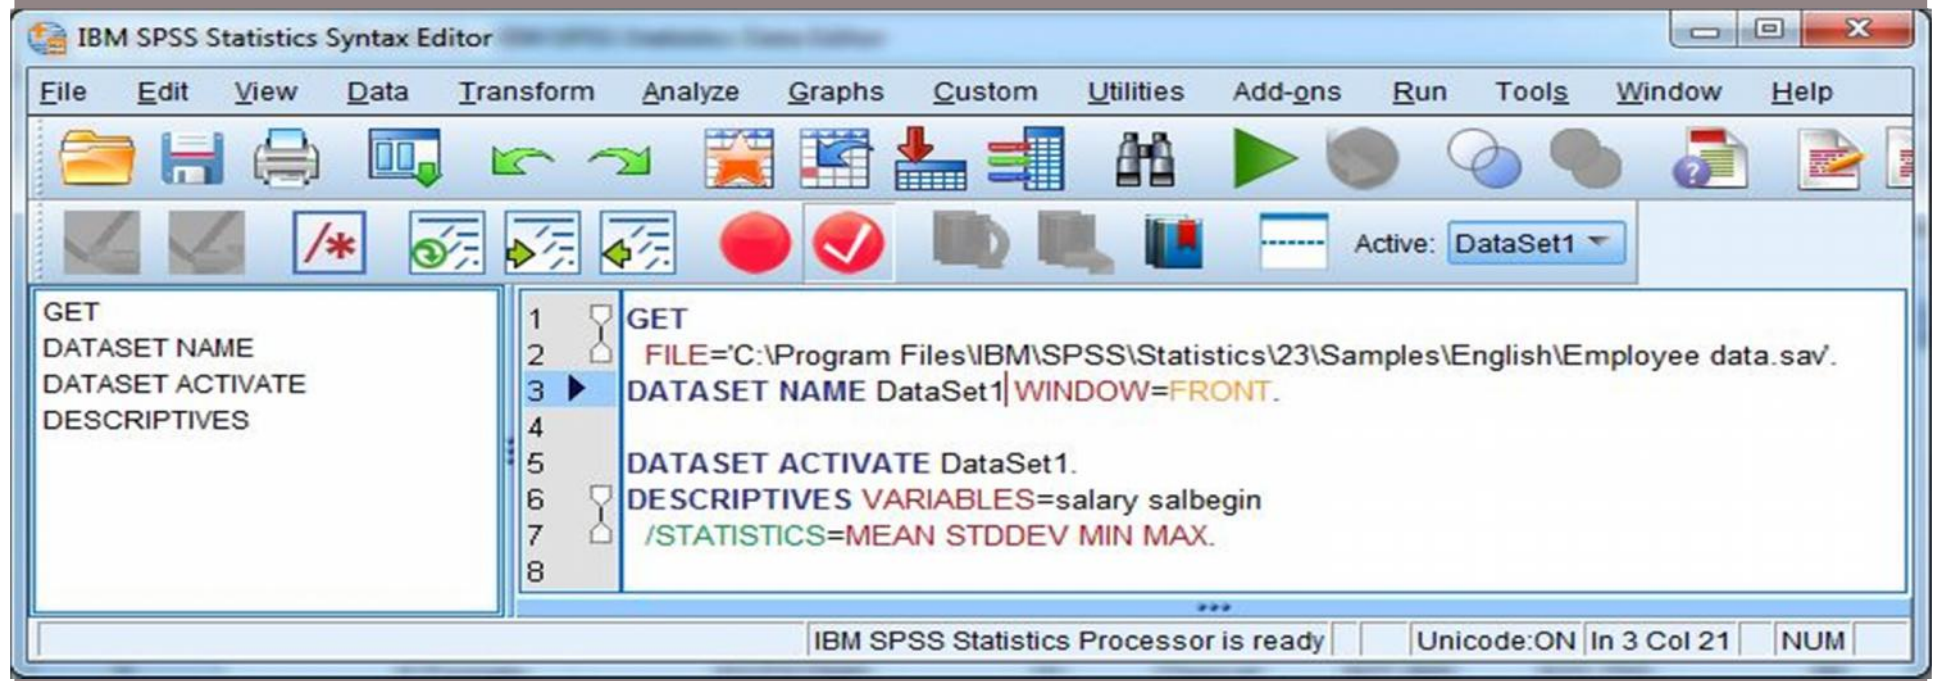 IBM SPSS Statistics Syntax Editor
File Edit View Data Transform Analyze Graphs Custom Utilities Add-ons Run Tools Window Help
/*
Active: DataSet1
GET
DATASET NAME
DATASET ACTIVATE
DESCRIPTIVES
1 GET
2 FILE='C:\Program Files\IBM\SPSS\Statistics\23\Samples\English\Employee data.sav'.
3 DATASET NAME DataSet1 WINDOW=FRONT.
4
5 DATASET ACTIVATE DataSet1.
6 DESCRIPTIVES VARIABLES=salary salbegin
7 /STATISTICS=MEAN STDDEV MIN MAX.
8
IBM SPSS Statistics Processor is ready Unicode:ON In 3 Col 21 NUM